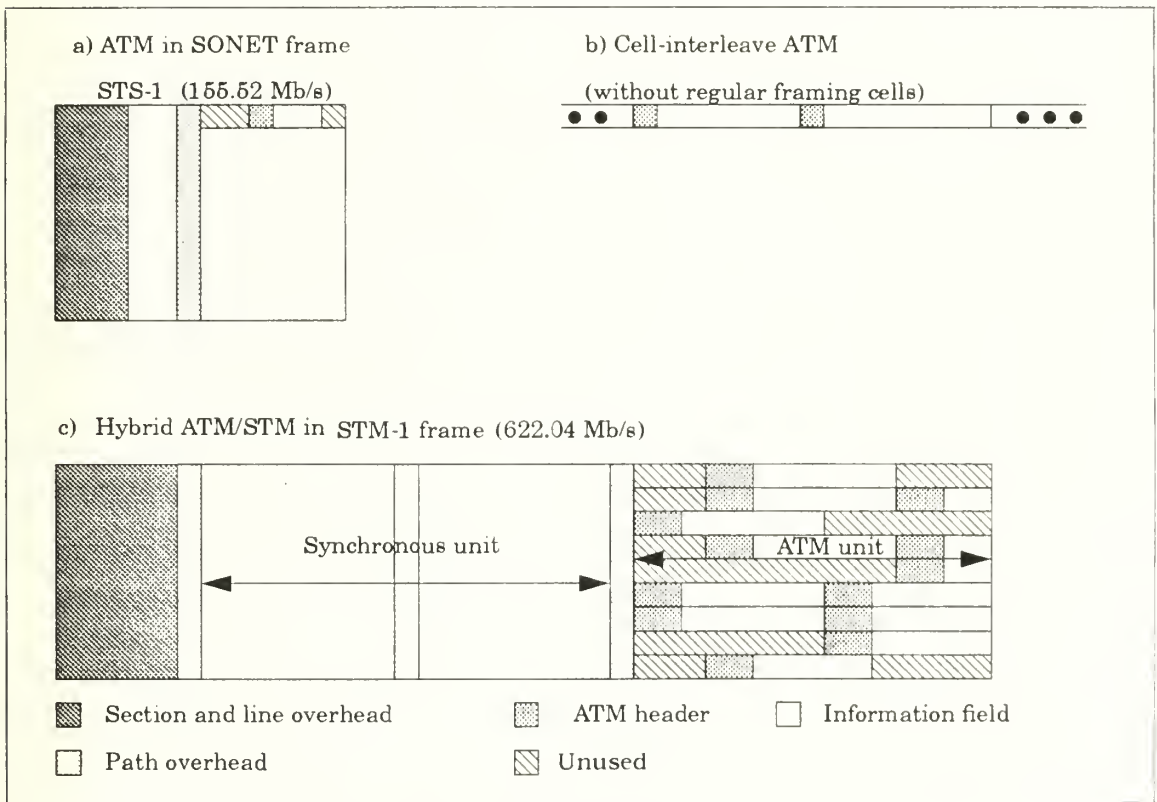 a) ATM in SONET frame
STS-1 (155.52 Mb/s)
b) Cell-interleave ATM
(without regular framing cells)
c) Hybrid ATM/STM in STM-1 frame (622.04 Mb/s)
Synchronous unit
ATM unit
Section and line overhead
ATM header
Information field
Path overhead
Unused